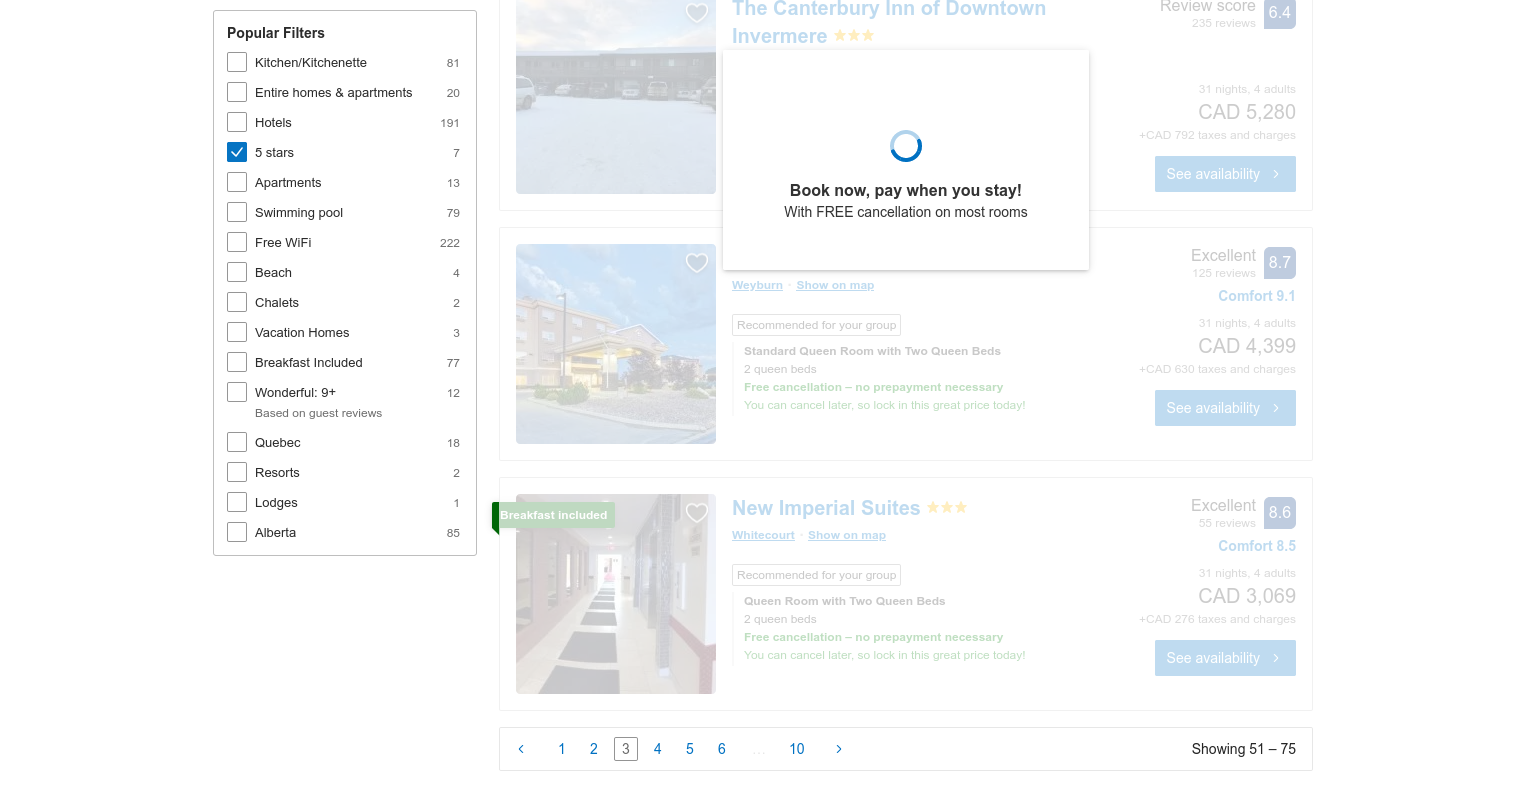 Popular Filters
Kitchen/Kitchenette 81
Entire homes & apartments 20
Hotels 191
5 stars 7
Apartments 13
Swimming pool 79
Free WiFi 222
Beach 4
Chalets 2
Vacation Homes 3
Breakfast Included 77
Wonderful: 9+ 12
Based on guest reviews
Quebec 18
Resorts 2
Lodges 1
Alberta 85
The Canterbury Inn of Downtown
Invermere
Review score 6.4
235 reviews
31 nights, 4 adults
CAD 5,280
+CAD 792 taxes and charges
See availability
Book now, pay when you stay!
With FREE cancellation on most rooms
Weyburn · Show on map
Recommended for your group
Standard Queen Room with Two Queen Beds
2 queen beds
Free cancellation – no prepayment necessary
You can cancel later, so lock in this great price today!
Excellent 8.7
125 reviews
Comfort 9.1
31 nights, 4 adults
CAD 4,399
+CAD 630 taxes and charges
See availability
Breakfast included
New Imperial Suites
Whitecourt · Show on map
Recommended for your group
Queen Room with Two Queen Beds
2 queen beds
Free cancellation – no prepayment necessary
You can cancel later, so lock in this great price today!
Excellent 8.6
55 reviews
Comfort 8.5
31 nights, 4 adults
CAD 3,069
+CAD 276 taxes and charges
See availability
1 2 3 4 5 6 … 10
Showing 51 – 75